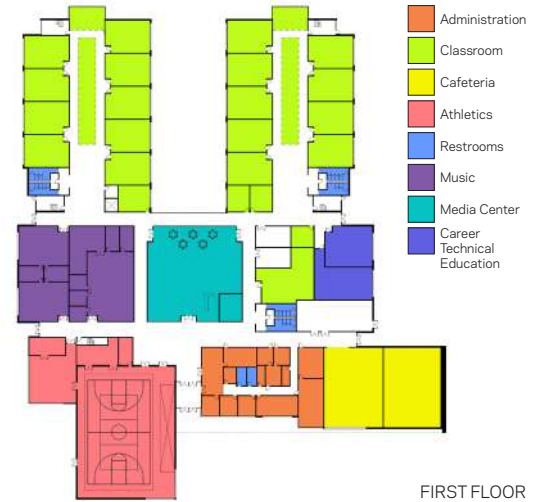 Administration
Classroom
Cafeteria
Athletics
Restrooms
Music
Media Center
Career
Technical
Education
FIRST FLOOR